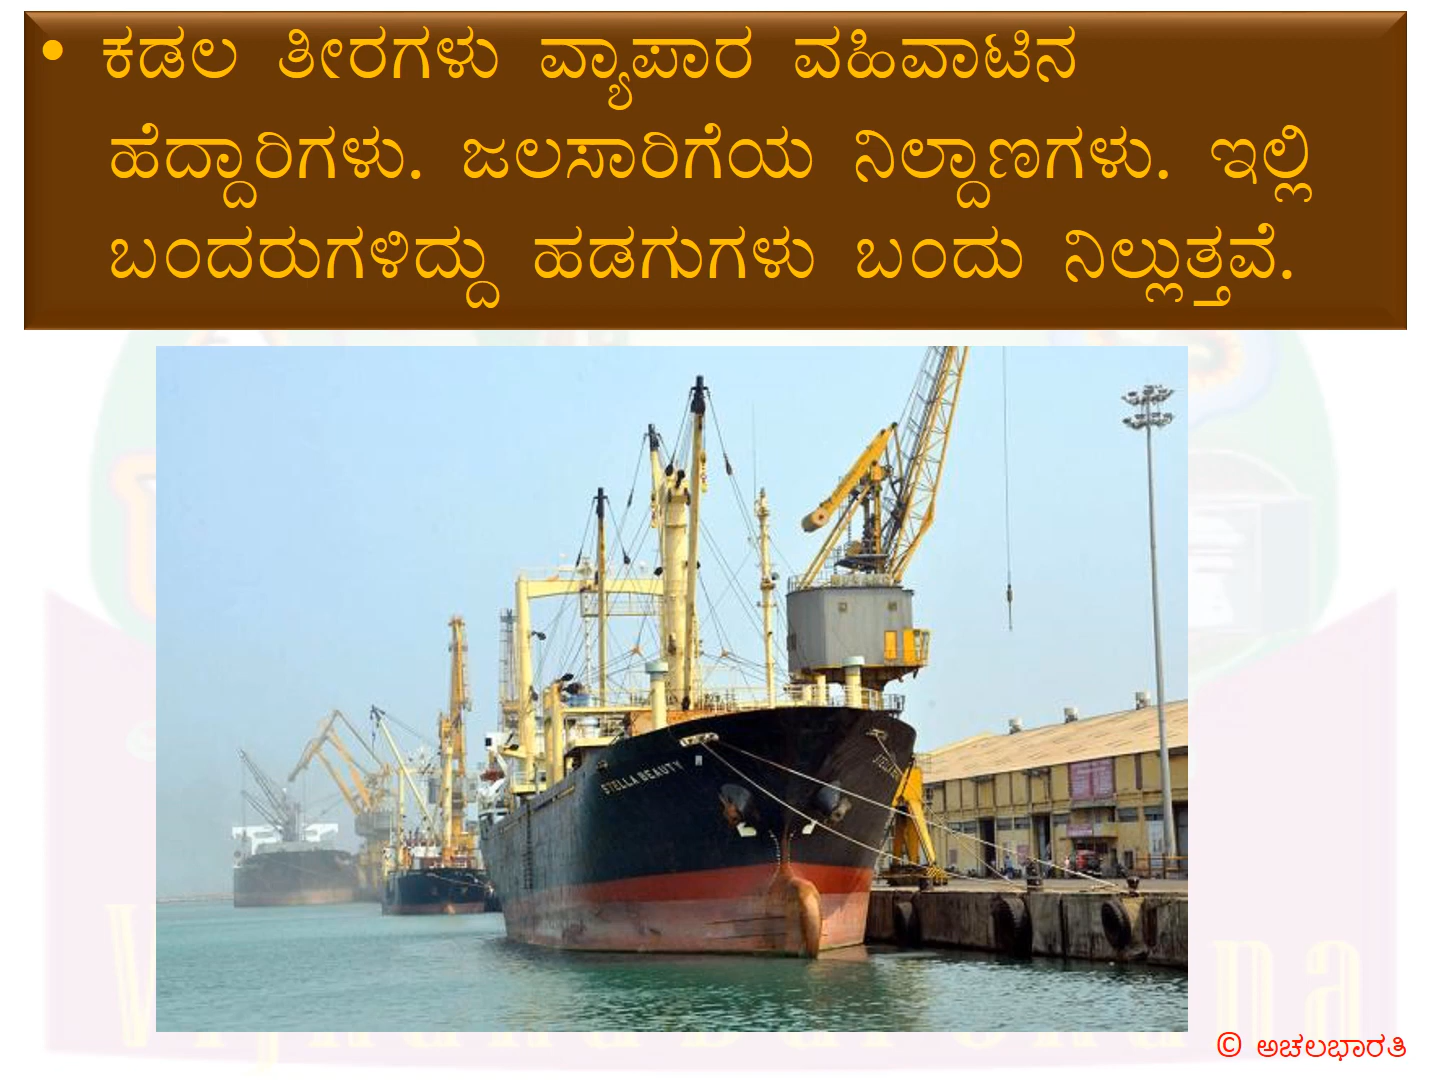 • ಕಡಲ ತೀರಗಳು ವ್ಯಾಪಾರ ವಹಿವಾಟಿನ
ಹೆದ್ದಾರಿಗಳು. ಜಲಸಾರಿಗೆಯ ನಿಲ್ದಾಣಗಳು. ಇಲ್ಲಿ
ಬಂದರುಗಳಿದ್ದು ಹಡಗುಗಳು ಬಂದು ನಿಲ್ಲುತ್ತವೆ.
STELLA BEAUTY
© ಅಚಲಭಾರತಿ